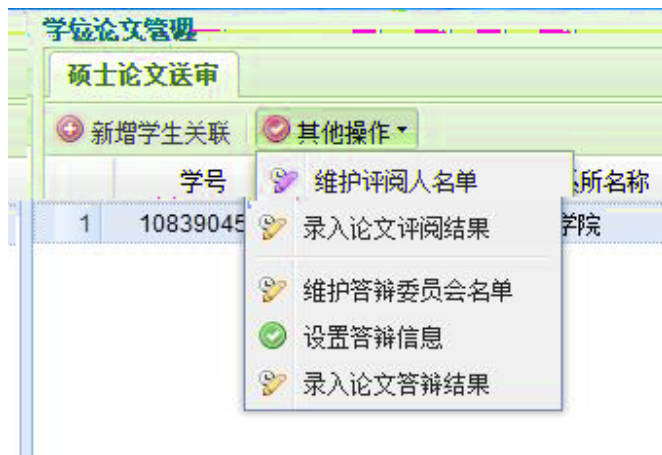 学位论文管理
硕士论文送审
新增学生关联 其他操作
学号 所名称
1 10839045 学院
维护评阅人名单
录入论文评阅结果
维护答辩委员会名单
设置答辩信息
录入论文答辩结果